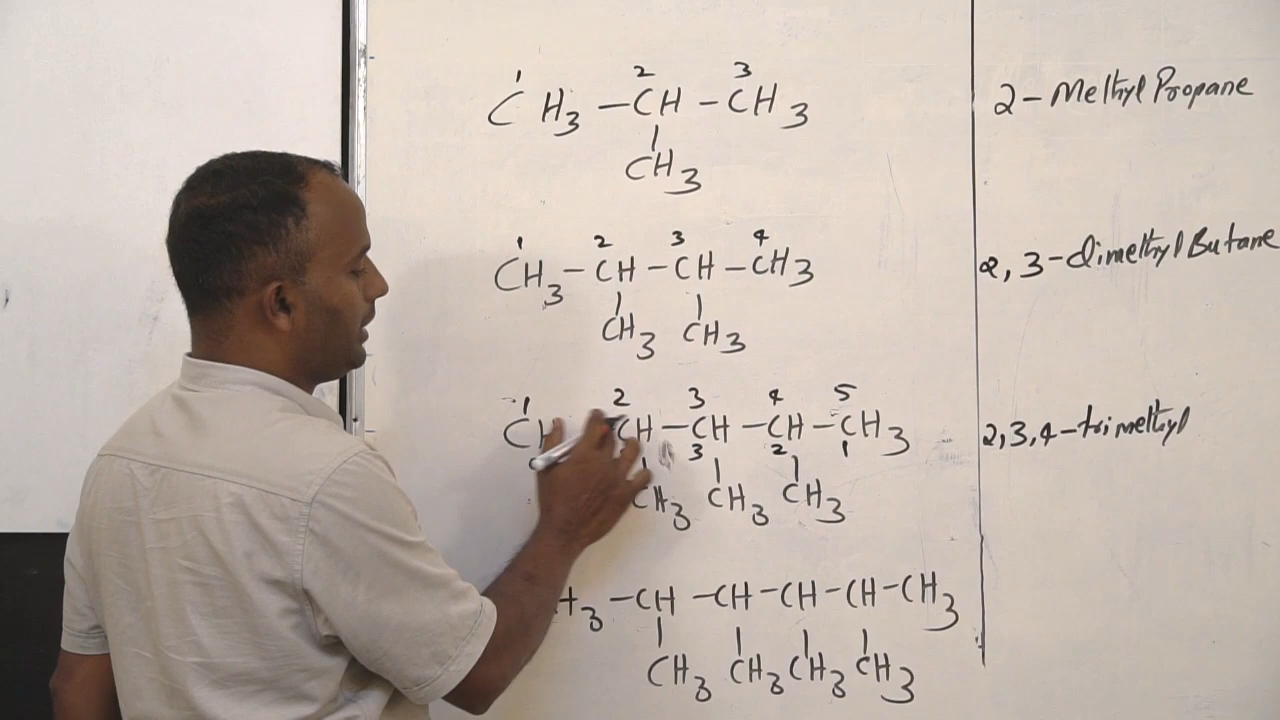 1 2 3
CH3 – CH – CH3
CH3
2 - Methyl Propane
1 2 3 4
CH3 – CH – CH – CH3
CH3 CH3
2, 3 - dimethyl Butane
1 2 3 4 5
CH – CH – CH – CH3
3 2 1
CH3 CH3 CH3
2,3,4 - trimethyl
H3 – CH – CH – CH – CH – CH3
CH3 CH3 CH3 CH3